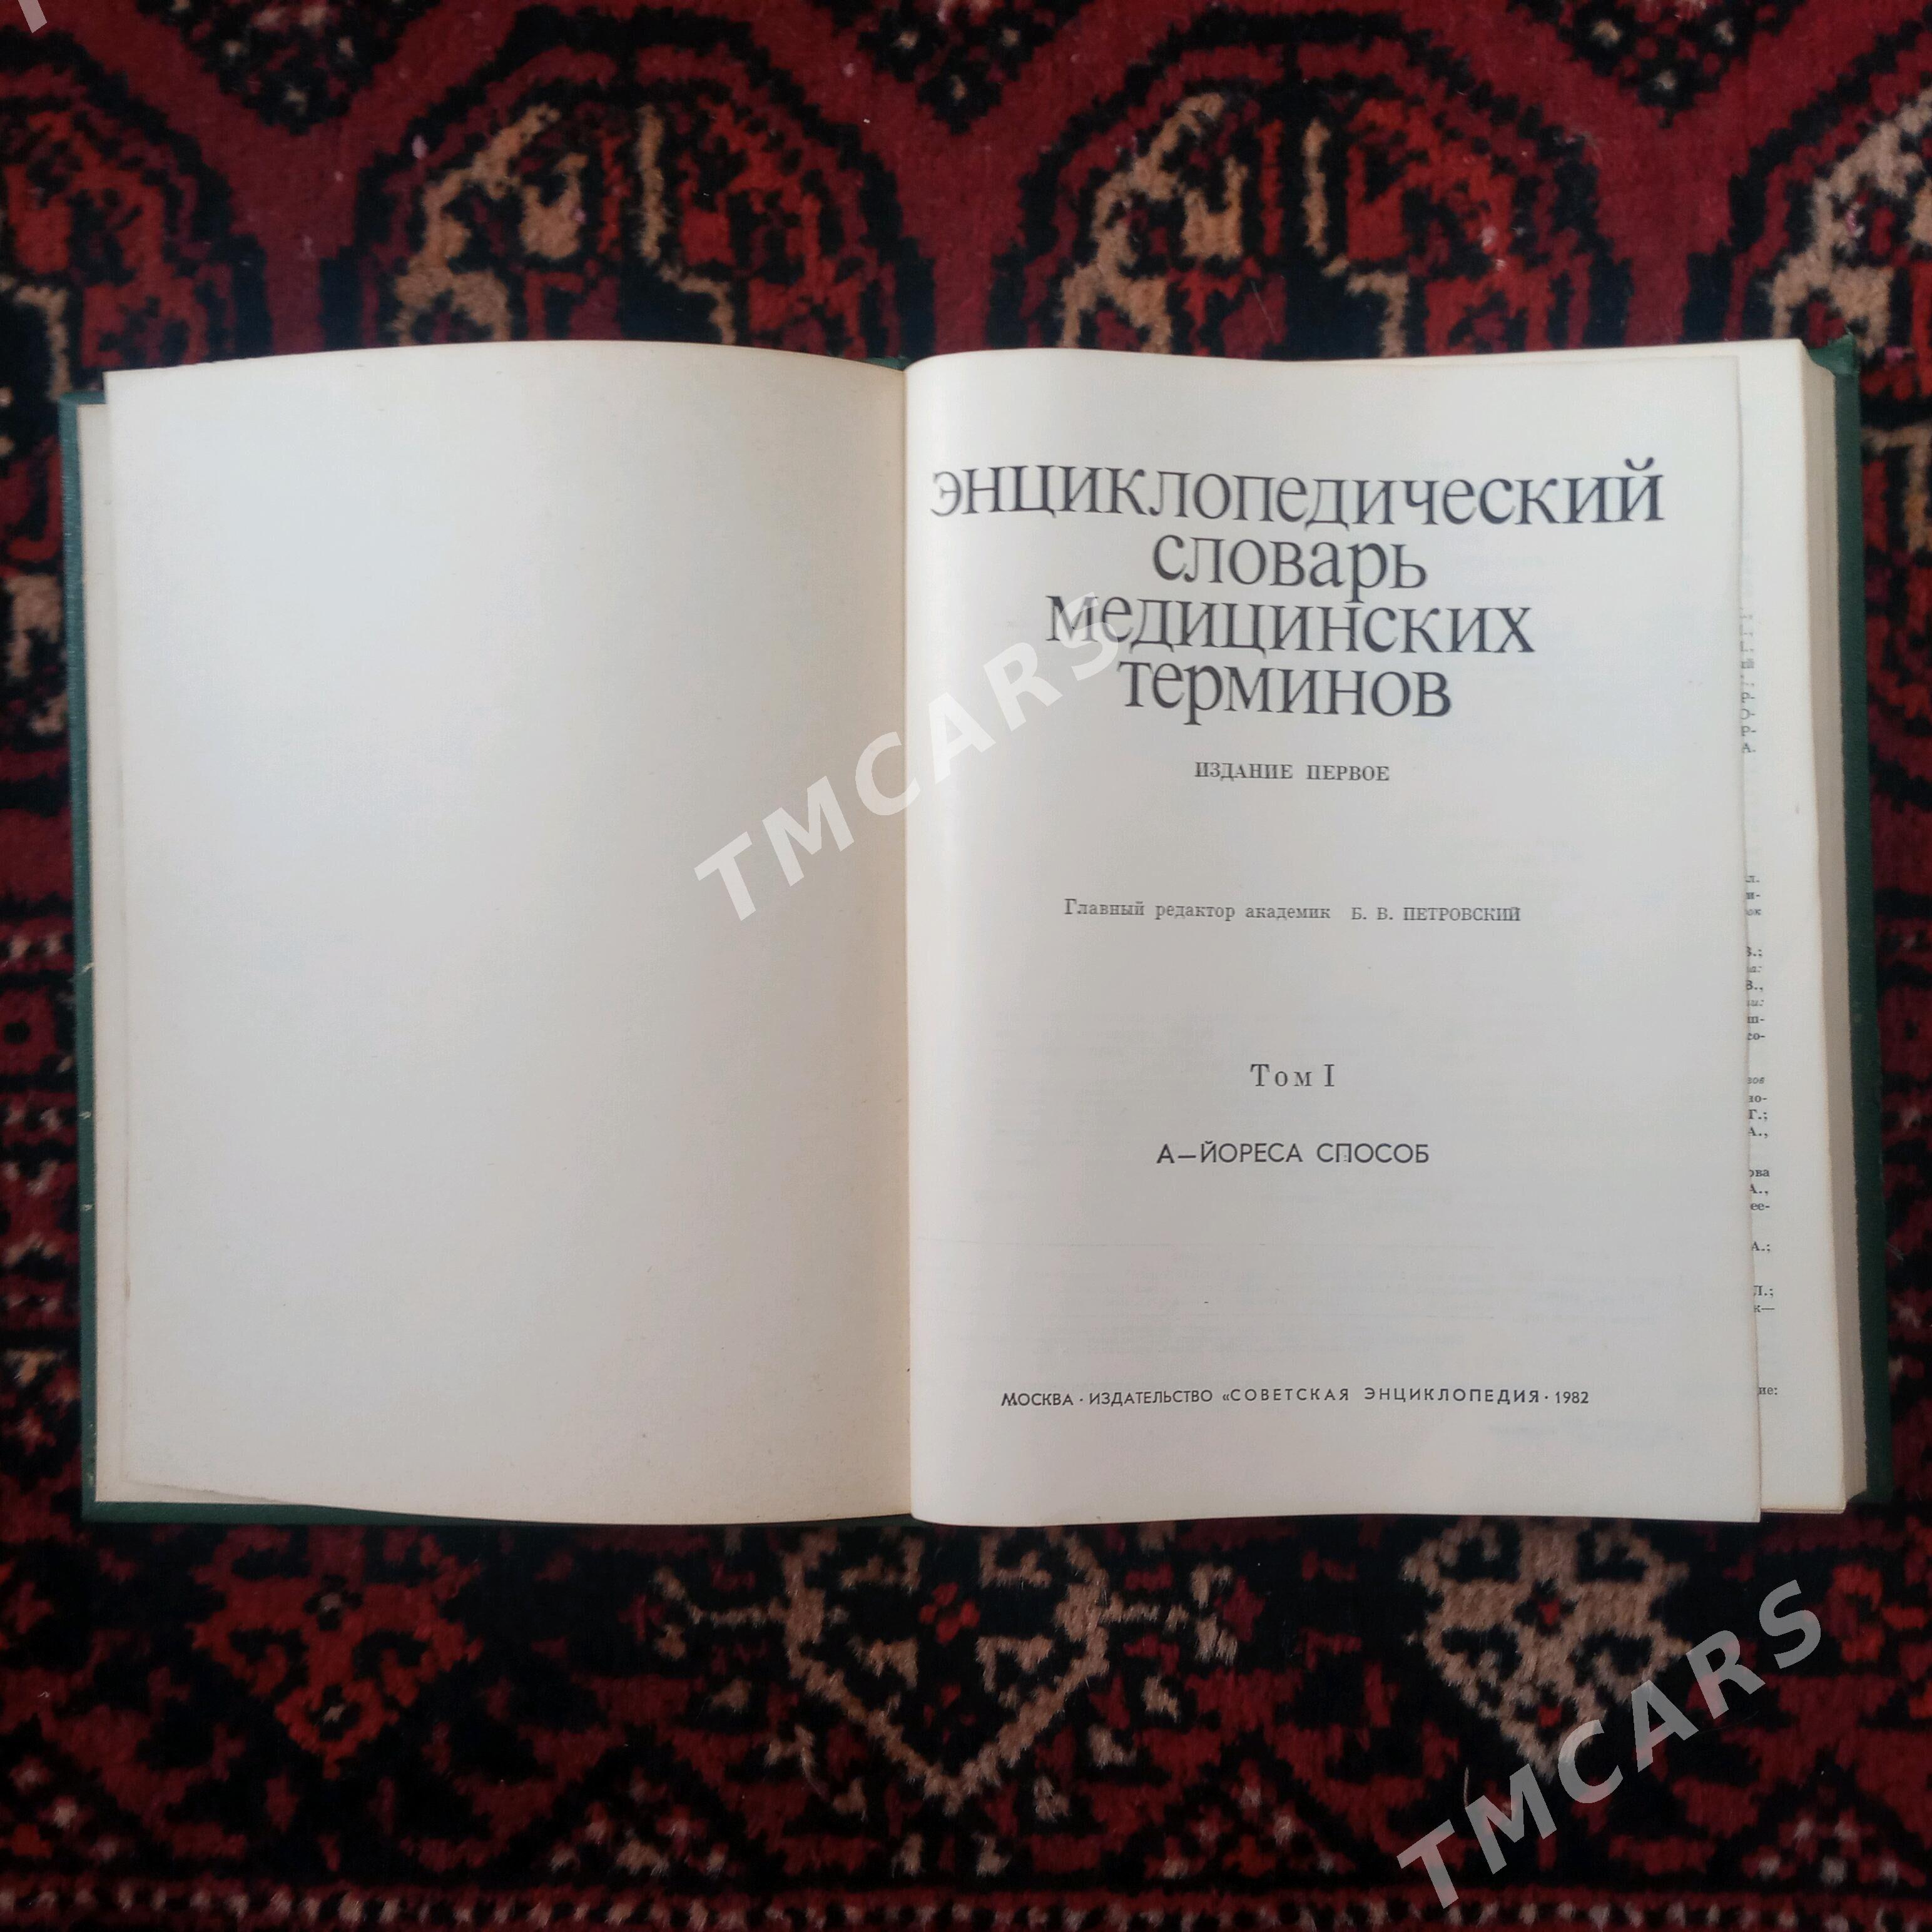 энциклопедический
словарь
медицинских
терминов
ИЗДАНИЕ ПЕРВОЕ
Главный редактор академик Б. В. ПЕТРОВСКИЙ
Том I
А—ЙОРЕСА СПОСОБ
МОСКВА · ИЗДАТЕЛЬСТВО «СОВЕТСКАЯ ЭНЦИКЛОПЕДИЯ · 1982
TMCARS
TMCARS